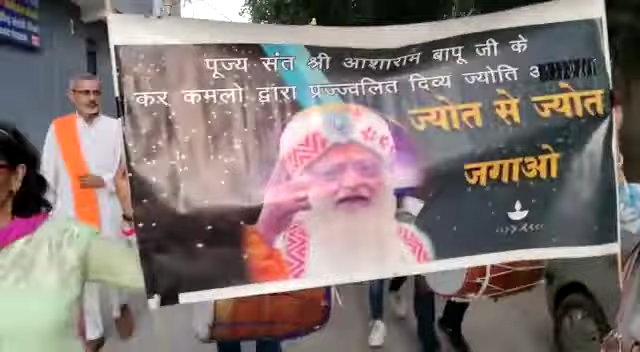 पूज्य संत श्री आशाराम बापू जी के
कर कमलो द्वारा प्रज्ज्वलित दिव्य ज्योति
ज्योत से ज्योत
जगाओ